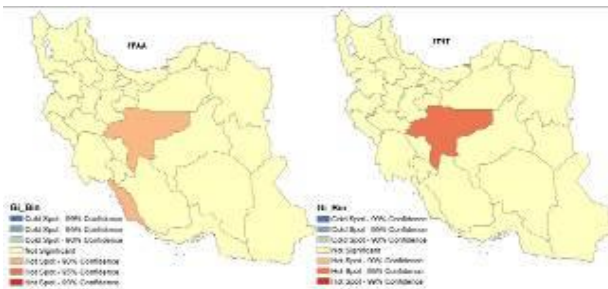 ۱۳۸۸
Gi_Bin
Cold Spot - 99% Confidence
Cold Spot - 95% Confidence
Cold Spot - 90% Confidence
Not Significant
Hot Spot - 90% Confidence
Hot Spot - 95% Confidence
Hot Spot - 99% Confidence
Gi_Bin
Cold Spot - 99% Confidence
Cold Spot - 95% Confidence
Cold Spot - 90% Confidence
Not Significant
Hot Spot - 90% Confidence
Hot Spot - 95% Confidence
Hot Spot - 99% Confidence